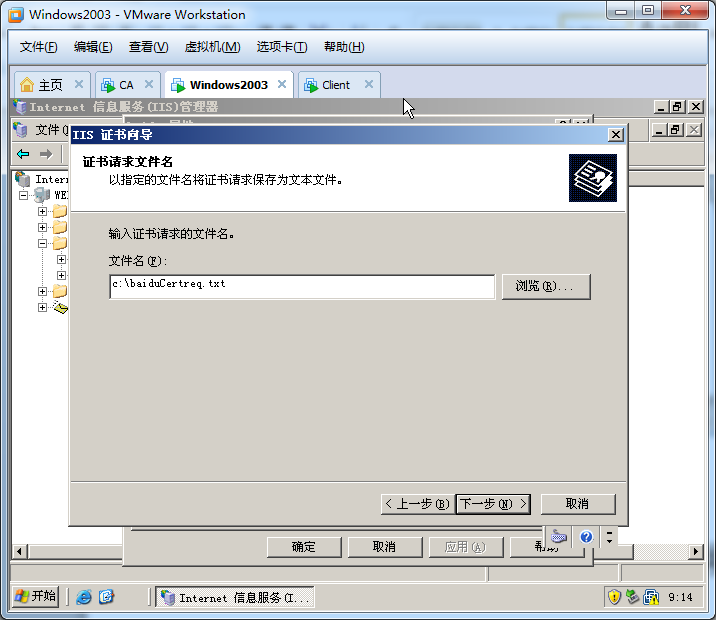 Windows2003 - VMware Workstation
文件(F) 编辑(E) 查看(V) 虚拟机(M) 选项卡(T) 帮助(H)
主页 CA Windows2003 Client
Internet 信息服务(IIS)管理器
文件(
IIS 证书向导
证书请求文件名
以指定的文件名将证书请求保存为文本文件。
Intern
WE
输入证书请求的文件名。
文件名(F):
c:\baiduCertreq.txt
浏览(R)...
< 上一步(B) 下一步(N) > 取消
确定 取消 应用(A) 帮助
开始 Internet 信息服务(I... 9:14